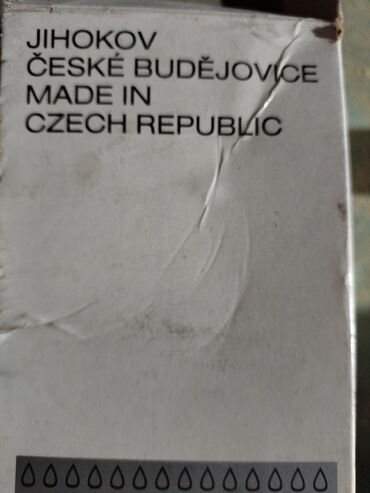 JIHOKOV
ČESKÉ BUDĚJOVICE
MADE IN
CZECH REPUBLIC